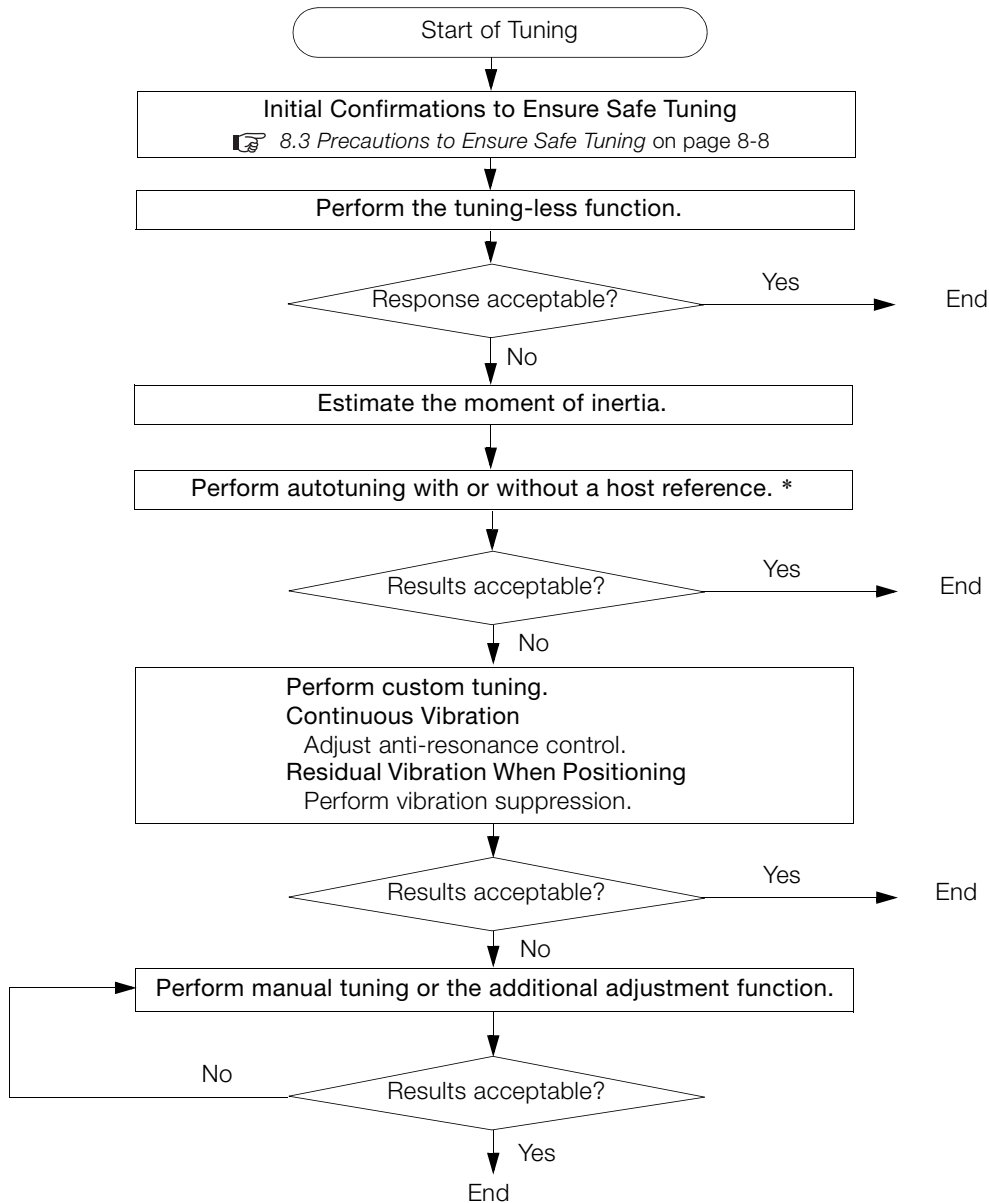 Start of Tuning
Initial Confirmations to Ensure Safe Tuning
8.3 Precautions to Ensure Safe Tuning on page 8-8
Perform the tuning-less function.
Response acceptable?
Yes
End
No
Estimate the moment of inertia.
Perform autotuning with or without a host reference. *
Results acceptable?
Yes
End
No
Perform custom tuning.
Continuous Vibration
Adjust anti-resonance control.
Residual Vibration When Positioning
Perform vibration suppression.
Results acceptable?
Yes
End
No
Perform manual tuning or the additional adjustment function.
No
Results acceptable?
Yes
End